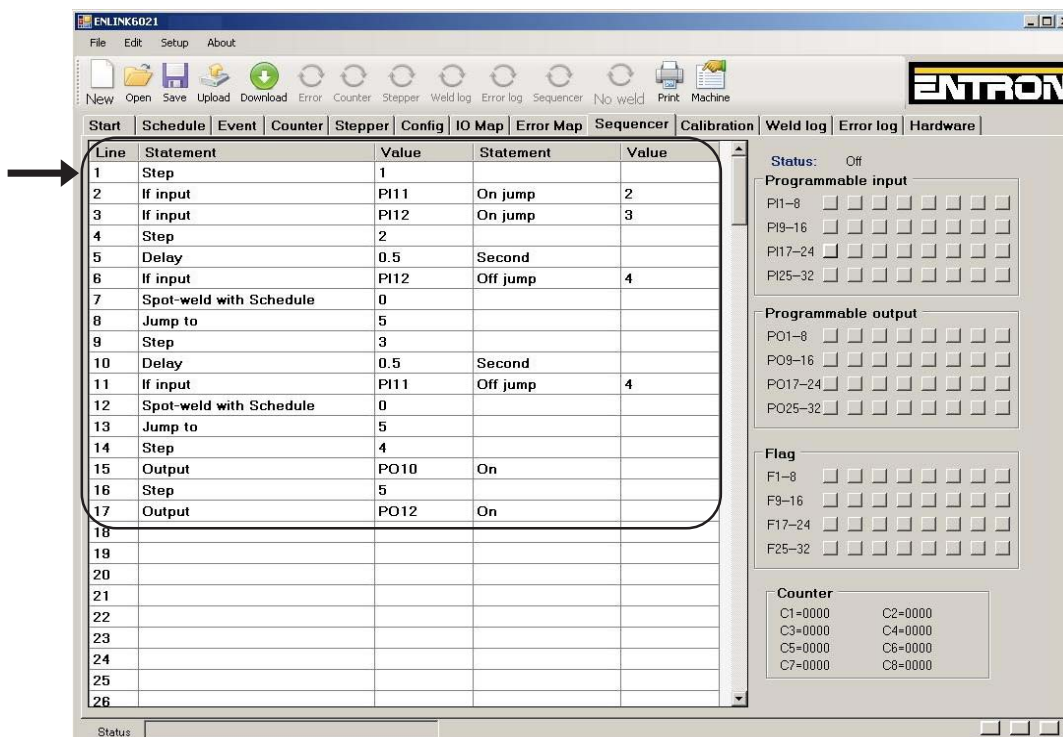 ENLINK6021
File Edit Setup About
New Open Save Upload Download Error Counter Stepper Weld log Error log Sequencer No weld Print Machine
ENTRON
Start Schedule Event Counter Stepper Config IO Map Error Map Sequencer Calibration Weld log Error log Hardware
Line Statement Value Statement Value
1 Step 1
2 If input PI11 On jump 2
3 If input PI12 On jump 3
4 Step 2
5 Delay 0.5 Second
6 If input PI12 Off jump 4
7 Spot-weld with Schedule 0
8 Jump to 5
9 Step 3
10 Delay 0.5 Second
11 If input PI11 Off jump 4
12 Spot-weld with Schedule 0
13 Jump to 5
14 Step 4
15 Output PO10 On
16 Step 5
17 Output PO12 On
18
19
20
21
22
23
24
25
26
Status: Off
Programmable input
PI1-8
PI9-16
PI17-24
PI25-32
Programmable output
PO1-8
PO9-16
PO17-24
PO25-32
Flag
F1-8
F9-16
F17-24
F25-32
Counter
C1=0000 C2=0000
C3=0000 C4=0000
C5=0000 C6=0000
C7=0000 C8=0000
Status